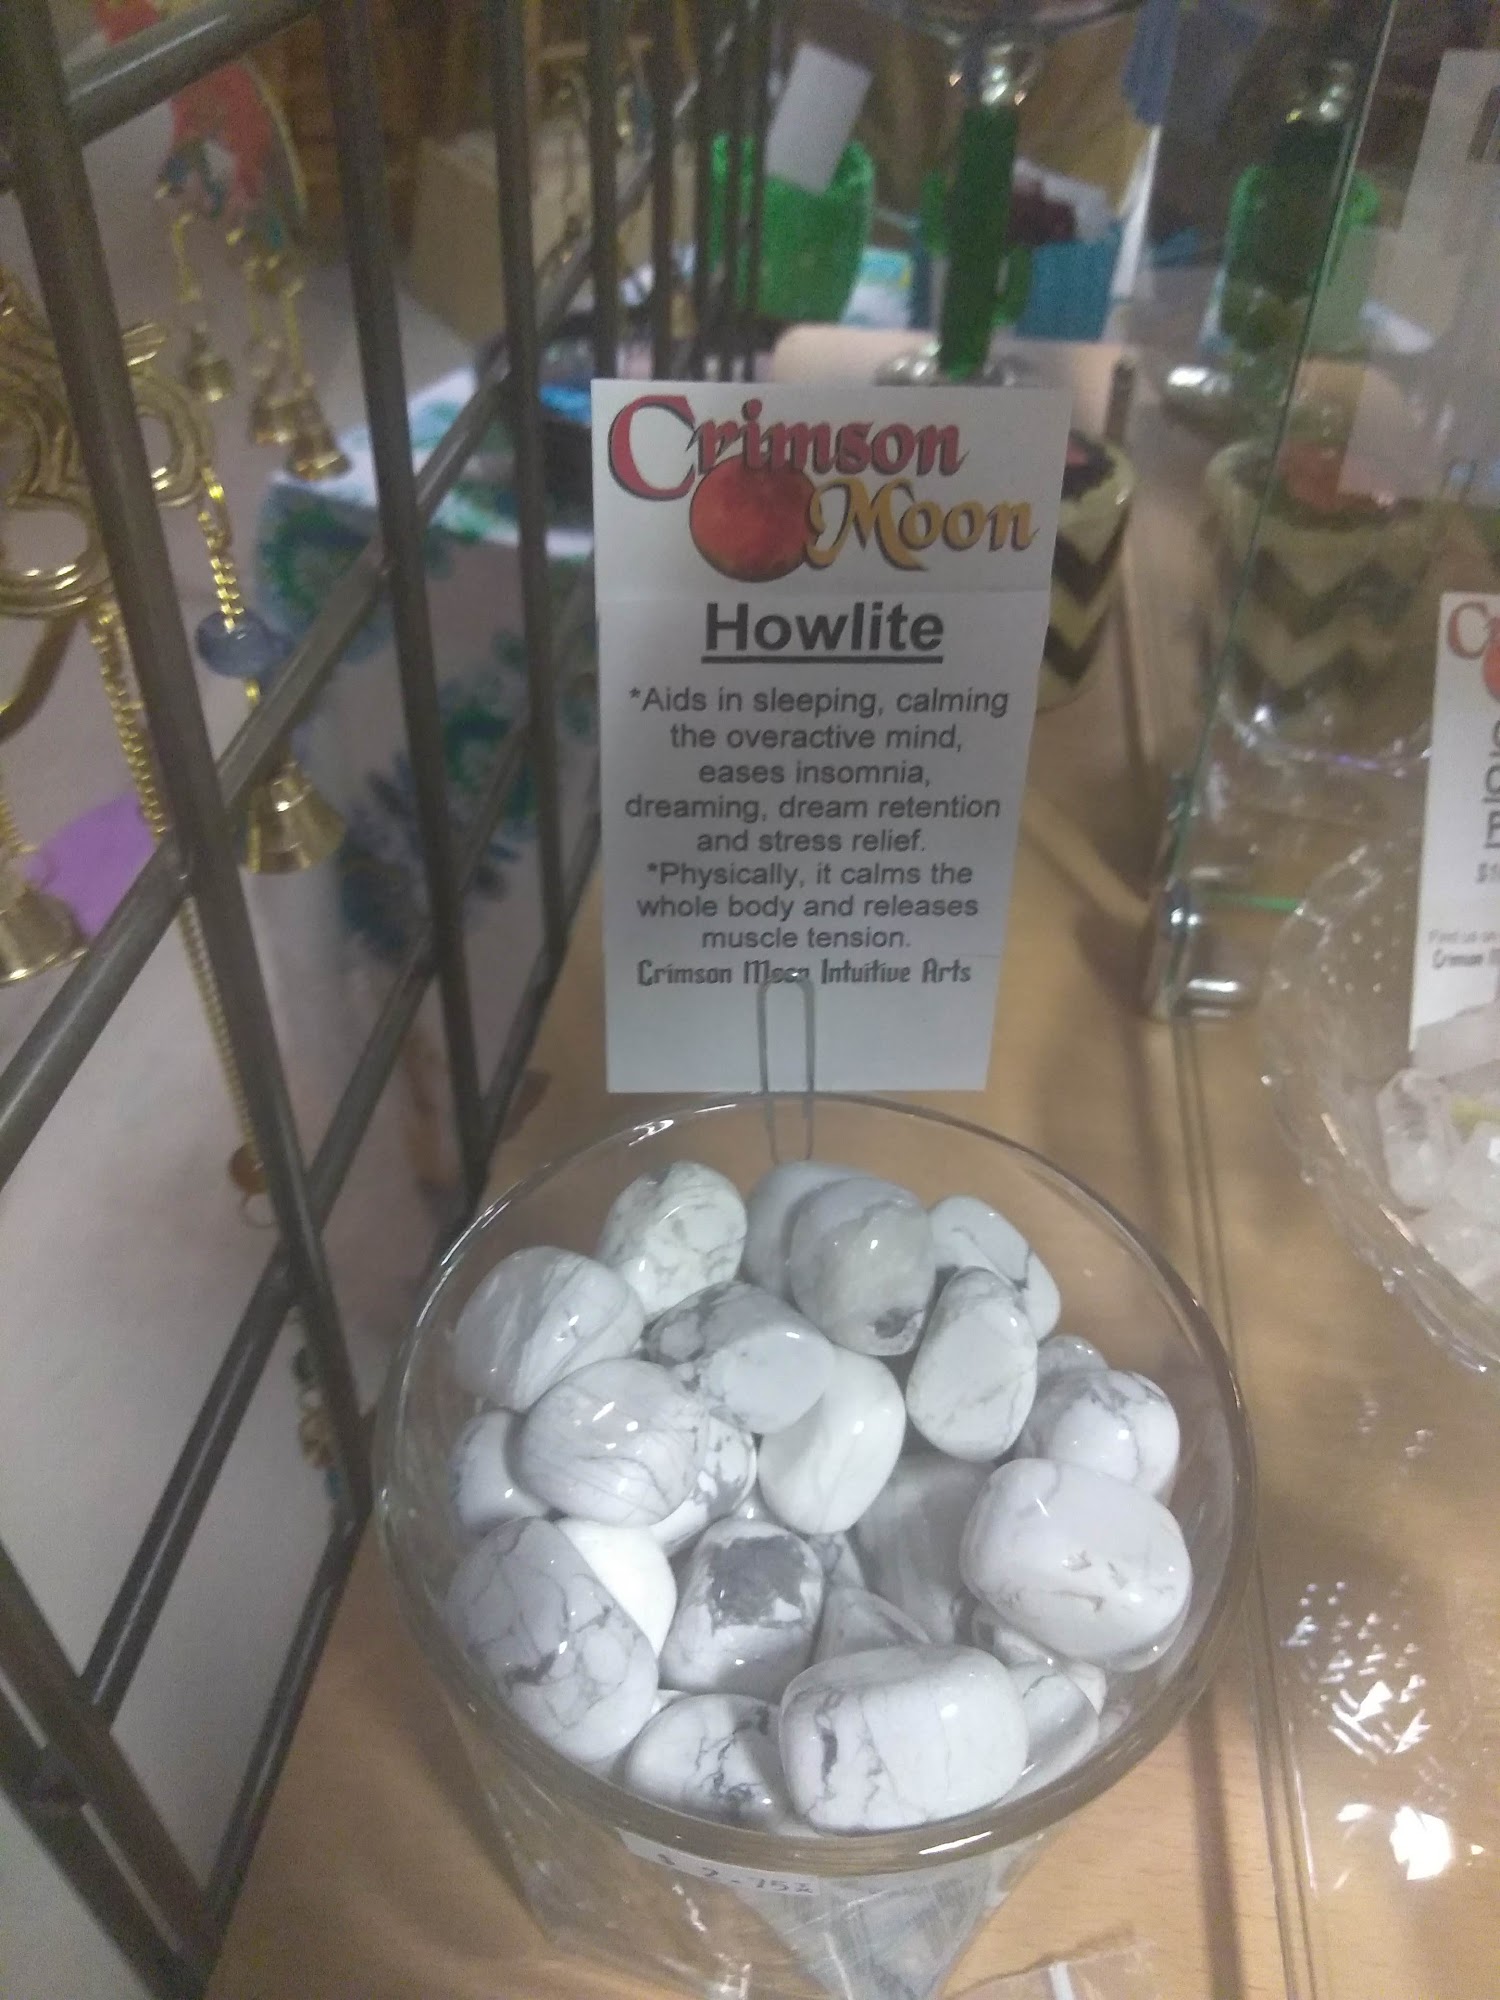 Crimson
Moon
Howlite
*Aids in sleeping, calming
the overactive mind,
eases insomnia,
dreaming, dream retention
and stress relief.
*Physically, it calms the
whole body and releases
muscle tension.
Crimson Moon Intuitive Arts